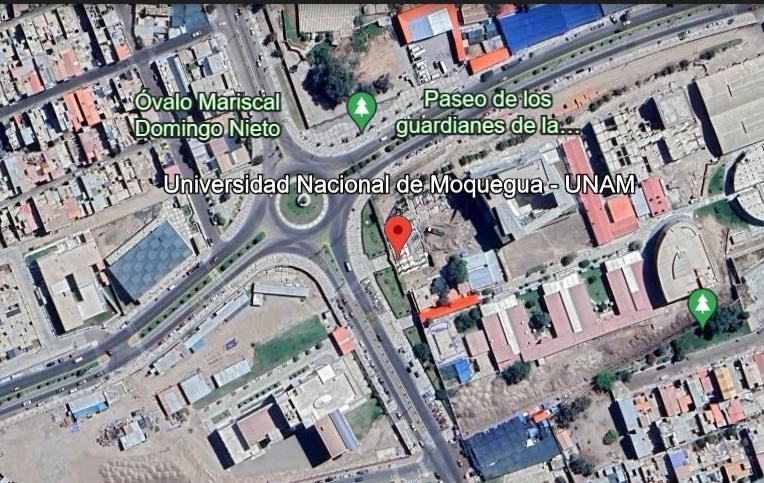 Óvalo Mariscal
Domingo Nieto
Paseo de los
guardianes de la...
Universidad Nacional de Moquegua - UNAM